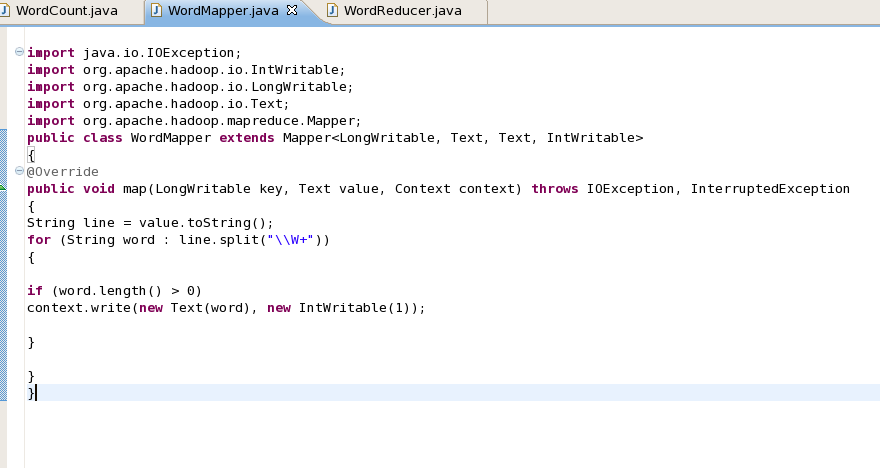 WordCount.java WordMapper.java WordReducer.java
import java.io.IOException;
import org.apache.hadoop.io.IntWritable;
import org.apache.hadoop.io.LongWritable;
import org.apache.hadoop.io.Text;
import org.apache.hadoop.mapreduce.Mapper;
public class WordMapper extends Mapper<LongWritable, Text, Text, IntWritable>
{
@Override
public void map(LongWritable key, Text value, Context context) throws IOException, InterruptedException
{
String line = value.toString();
for (String word : line.split("\\W+"))
{
if (word.length() > 0)
context.write(new Text(word), new IntWritable(1));
}
}
}